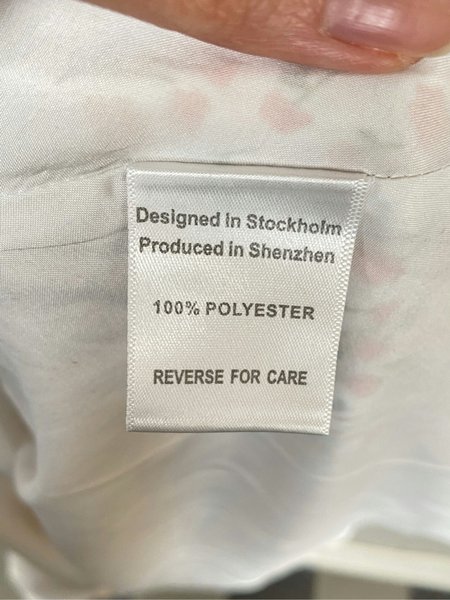 Designed in Stockholm
Produced in Shenzhen
100% POLYESTER
REVERSE FOR CARE